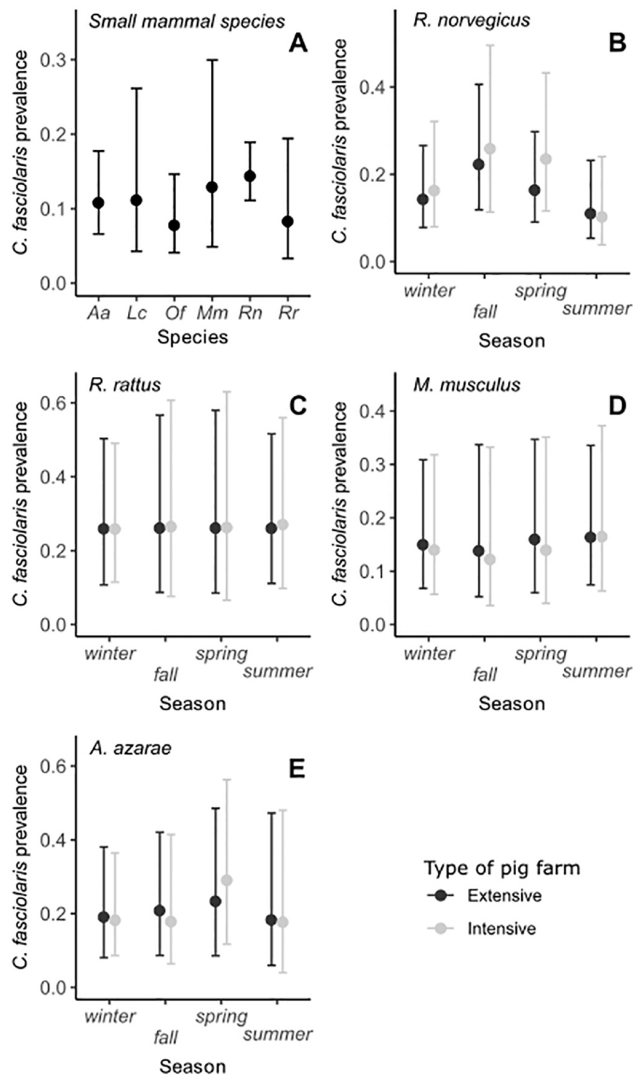 Small mammal species
A
C. fasciolaris prevalence
0.3
0.2
0.1
0.0
Aa Lc Of Mm Rn Rr
Species
R. norvegicus
B
C. fasciolaris prevalence
0.4
0.2
0.0
winter fall spring summer
Season
R. rattus
C
C. fasciolaris prevalence
0.6
0.4
0.2
0.0
winter fall spring summer
Season
M. musculus
D
C. fasciolaris prevalence
0.4
0.3
0.2
0.1
0.0
winter fall spring summer
Season
A. azarae
E
C. fasciolaris prevalence
0.6
0.4
0.2
0.0
winter fall spring summer
Season
Type of pig farm
Extensive
Intensive